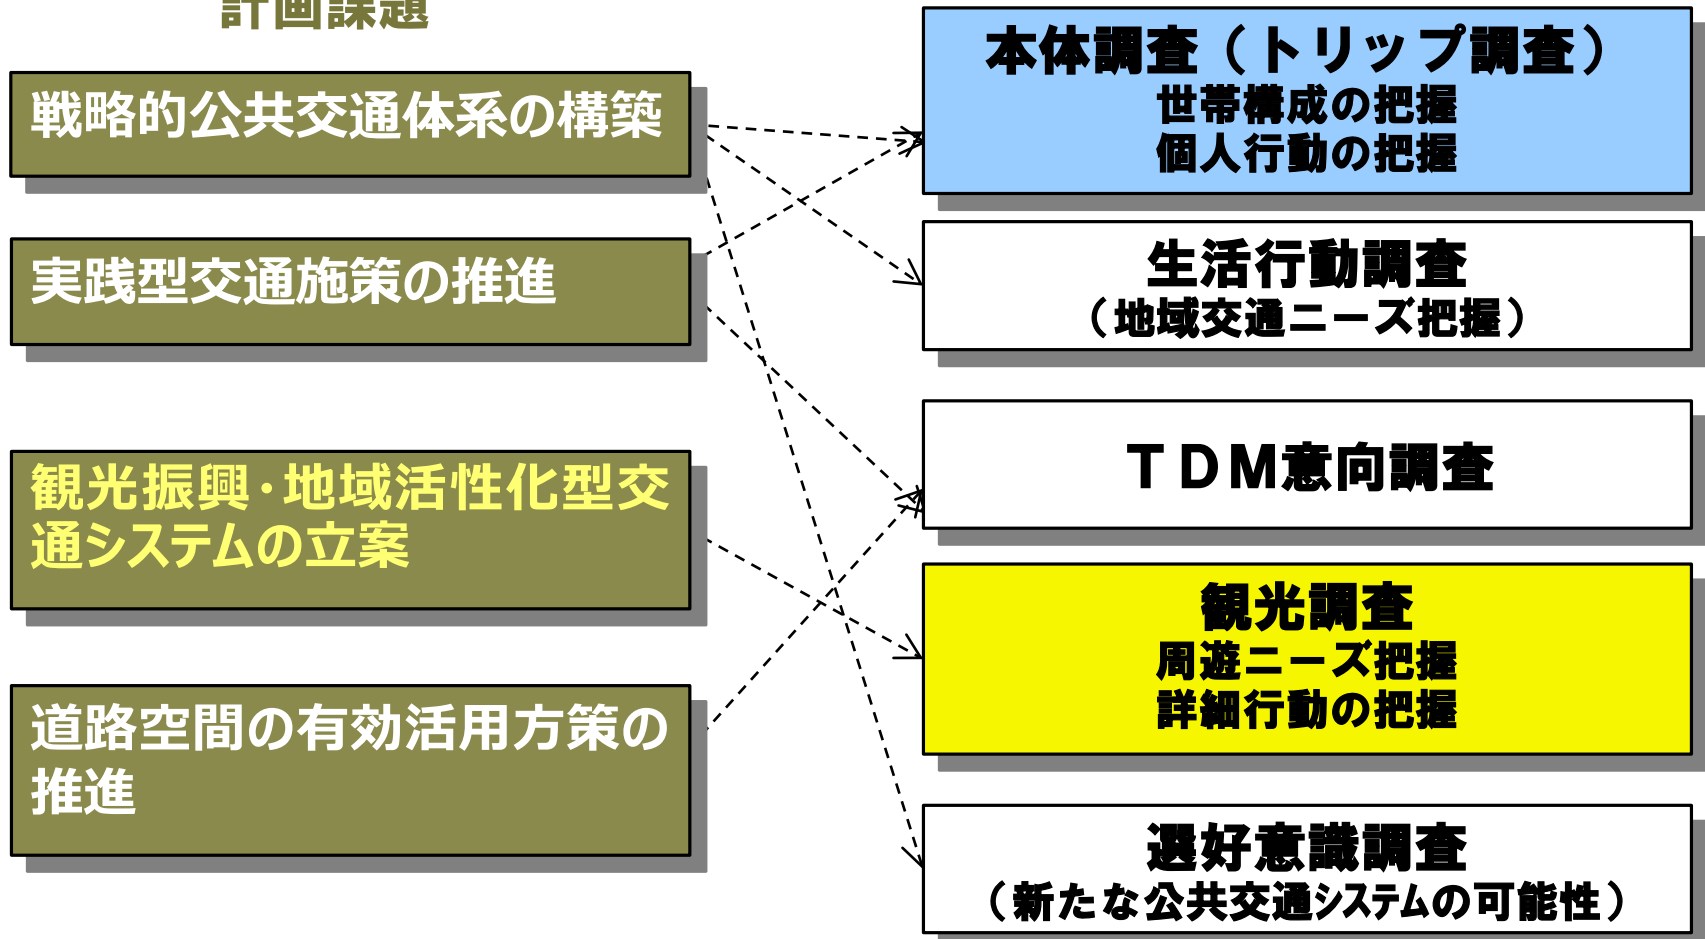 計画課題
戦略的公共交通体系の構築
実践型交通施策の推進
観光振興・地域活性化型交
通システムの立案
道路空間の有効活用方策の
推進
本体調査（トリップ調査）
世帯構成の把握
個人行動の把握
生活行動調査
（地域交通ニーズ把握）
ＴＤＭ意向調査
観光調査
周遊ニーズ把握
詳細行動の把握
選好意識調査
（新たな公共交通システムの可能性）